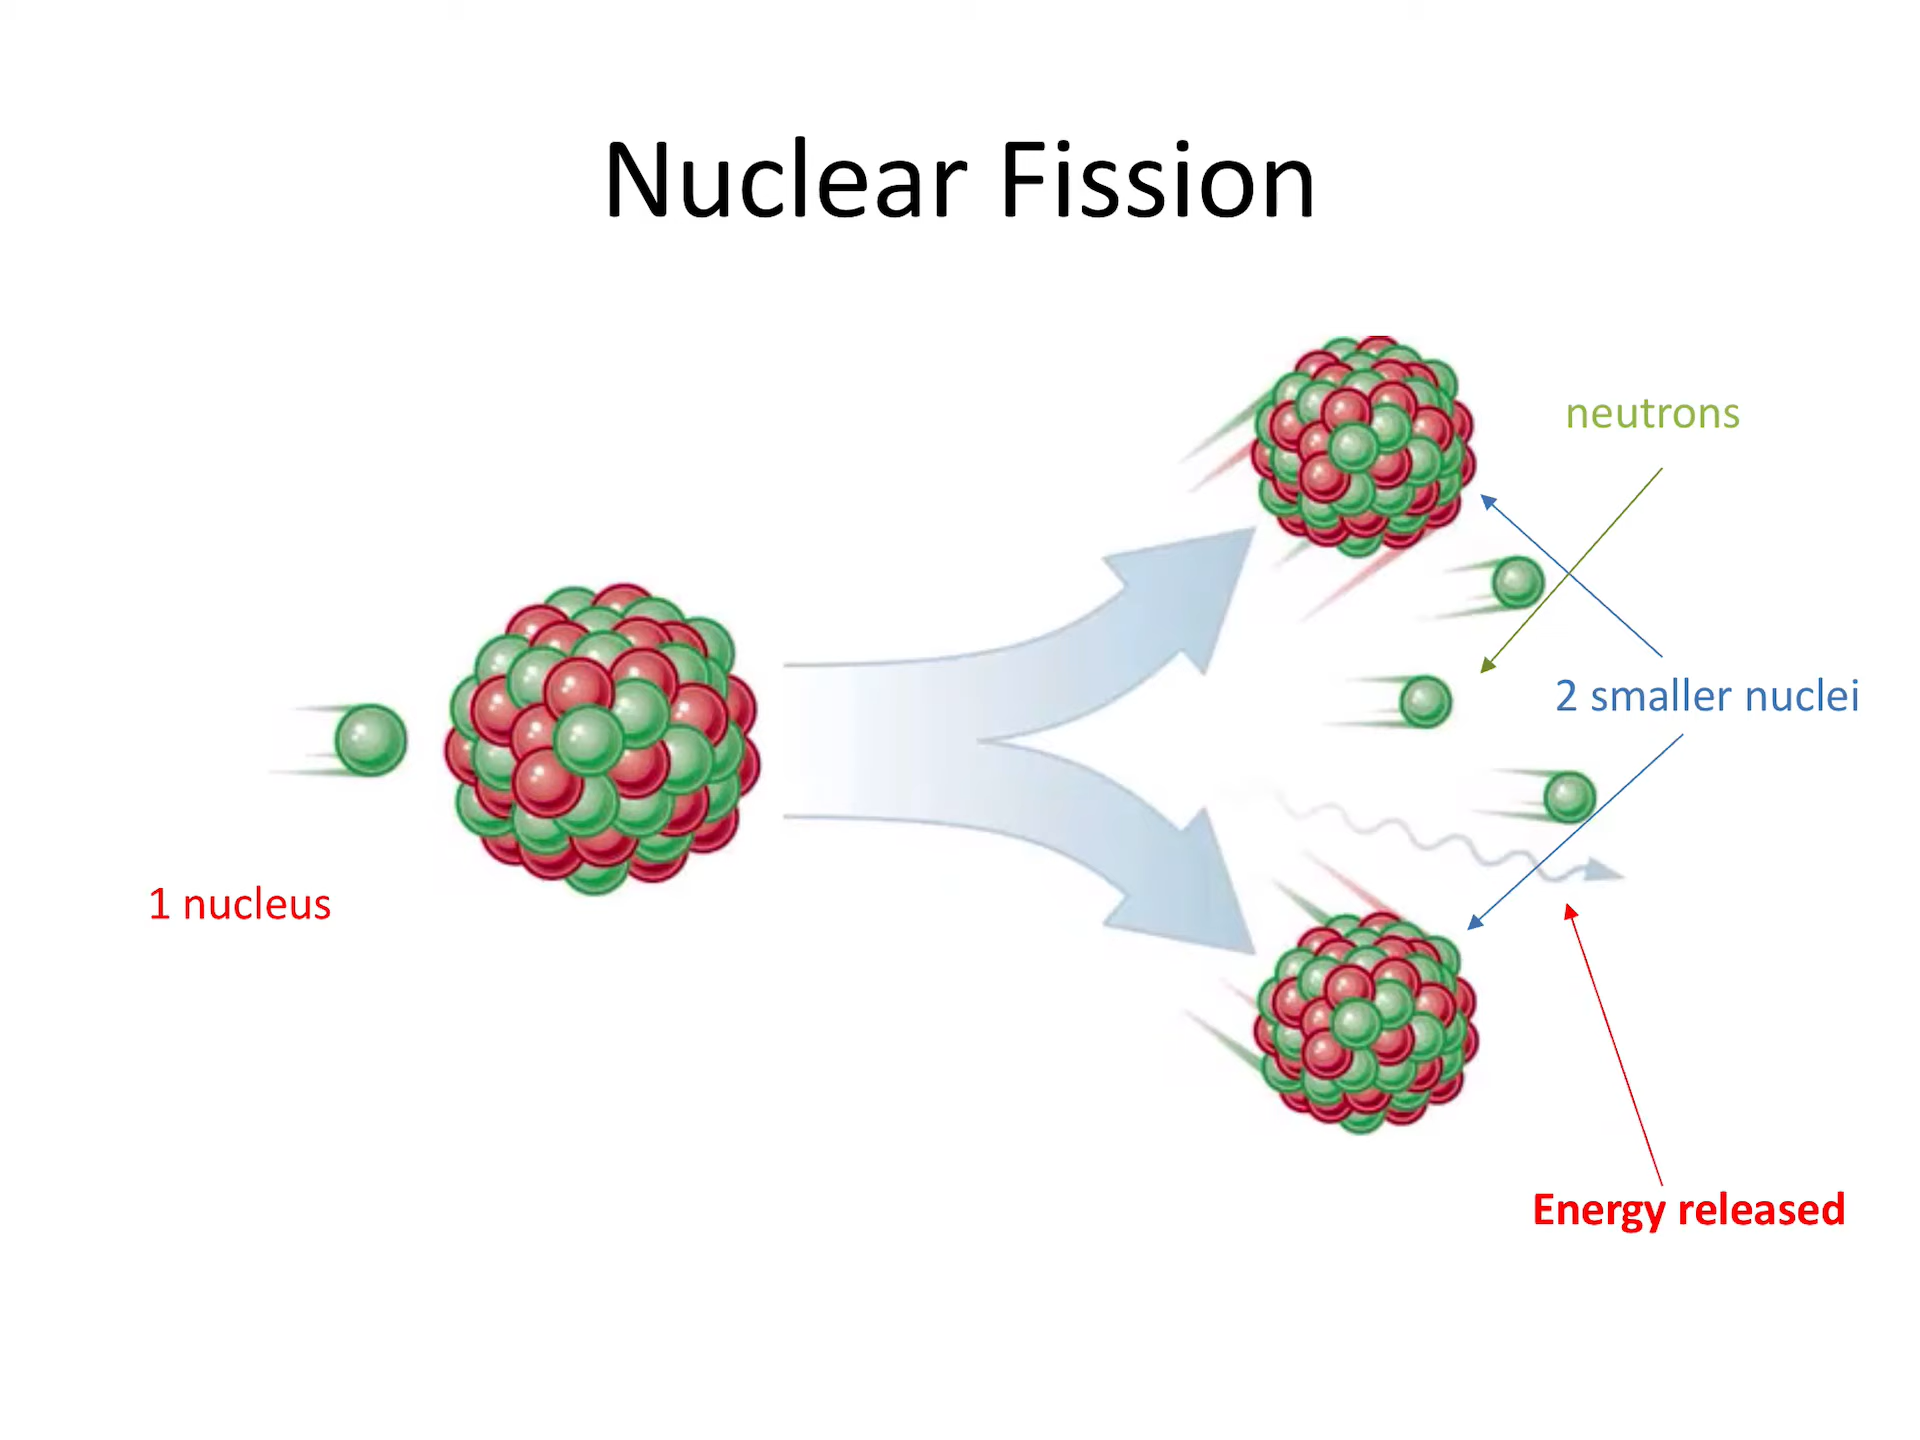 Nuclear Fission
neutrons
2 smaller nuclei
1 nucleus
Energy released